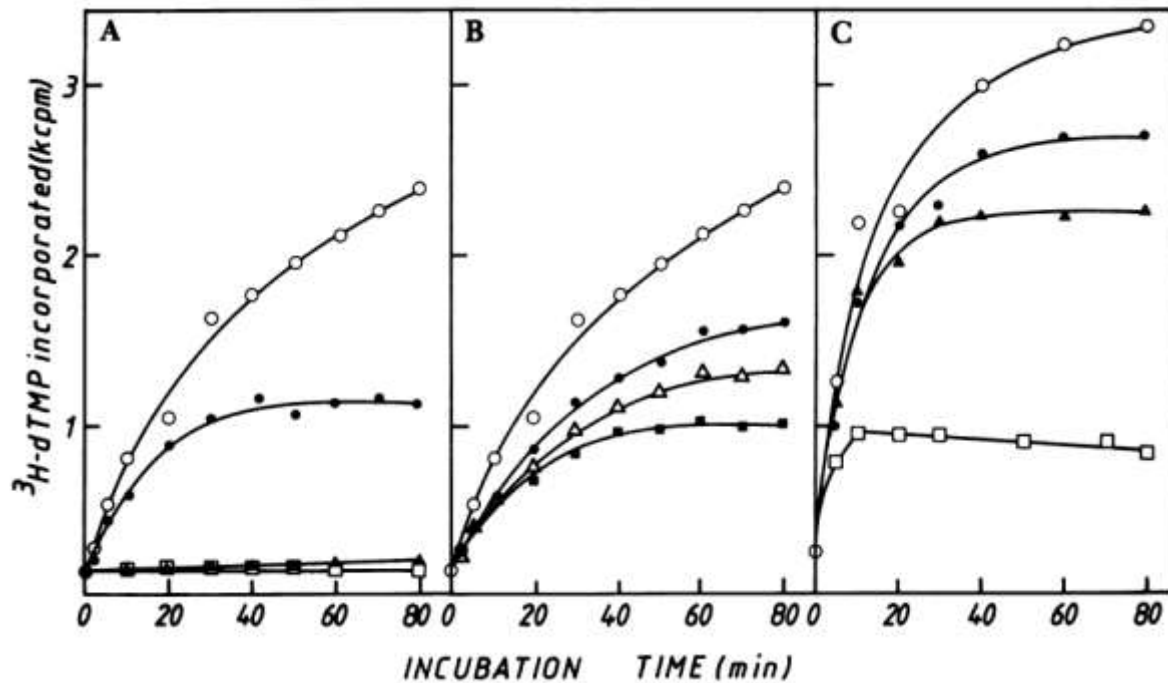 A B C
3
2
1
³H-dTMP incorporated (kcpm)
0 20 40 60 80 0 20 40 60 80 0 20 40 60 80
INCUBATION TIME (min)